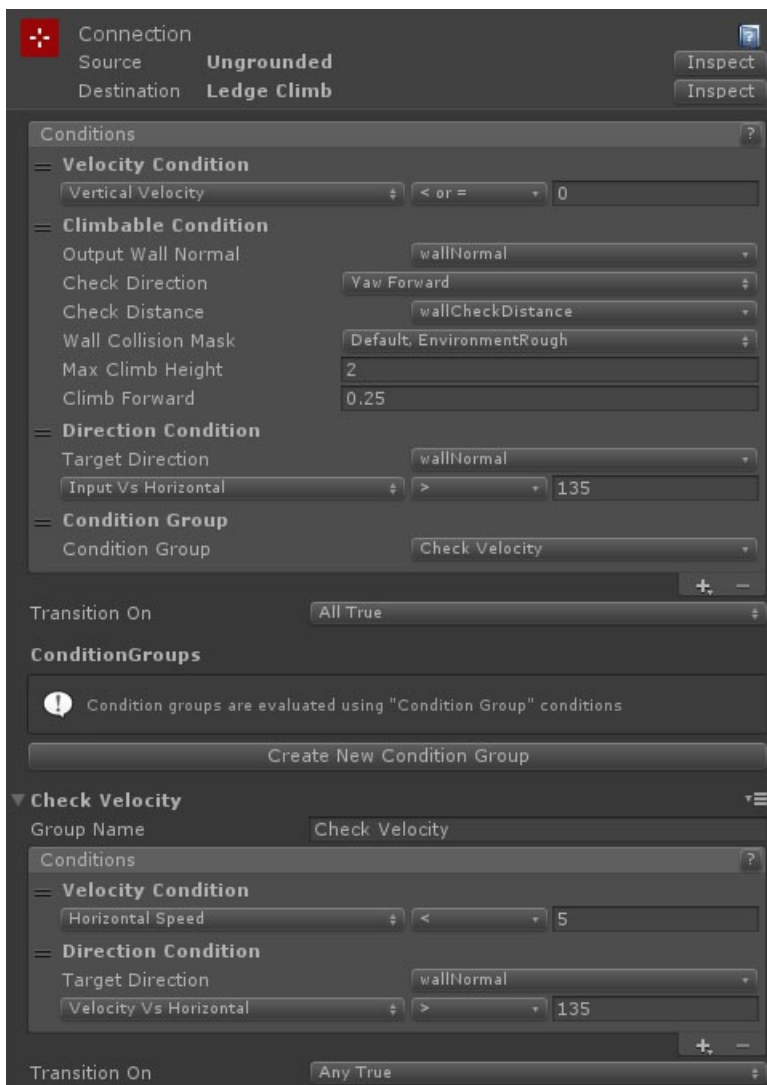 Connection
Source Ungrounded Inspect
Destination Ledge Climb Inspect
Conditions ?
Velocity Condition
Vertical Velocity < or = 0
Climbable Condition
Output Wall Normal wallNormal
Check Direction Yaw Forward
Check Distance wallCheckDistance
Wall Collision Mask Default, EnvironmentRough
Max Climb Height 2
Climb Forward 0.25
Direction Condition
Target Direction wallNormal
Input Vs Horizontal > 135
Condition Group
Condition Group Check Velocity
Transition On All True
ConditionGroups
Condition groups are evaluated using "Condition Group" conditions
Create New Condition Group
Check Velocity
Group Name Check Velocity
Conditions ?
Velocity Condition
Horizontal Speed < 5
Direction Condition
Target Direction wallNormal
Velocity Vs Horizontal > 135
Transition On Any True